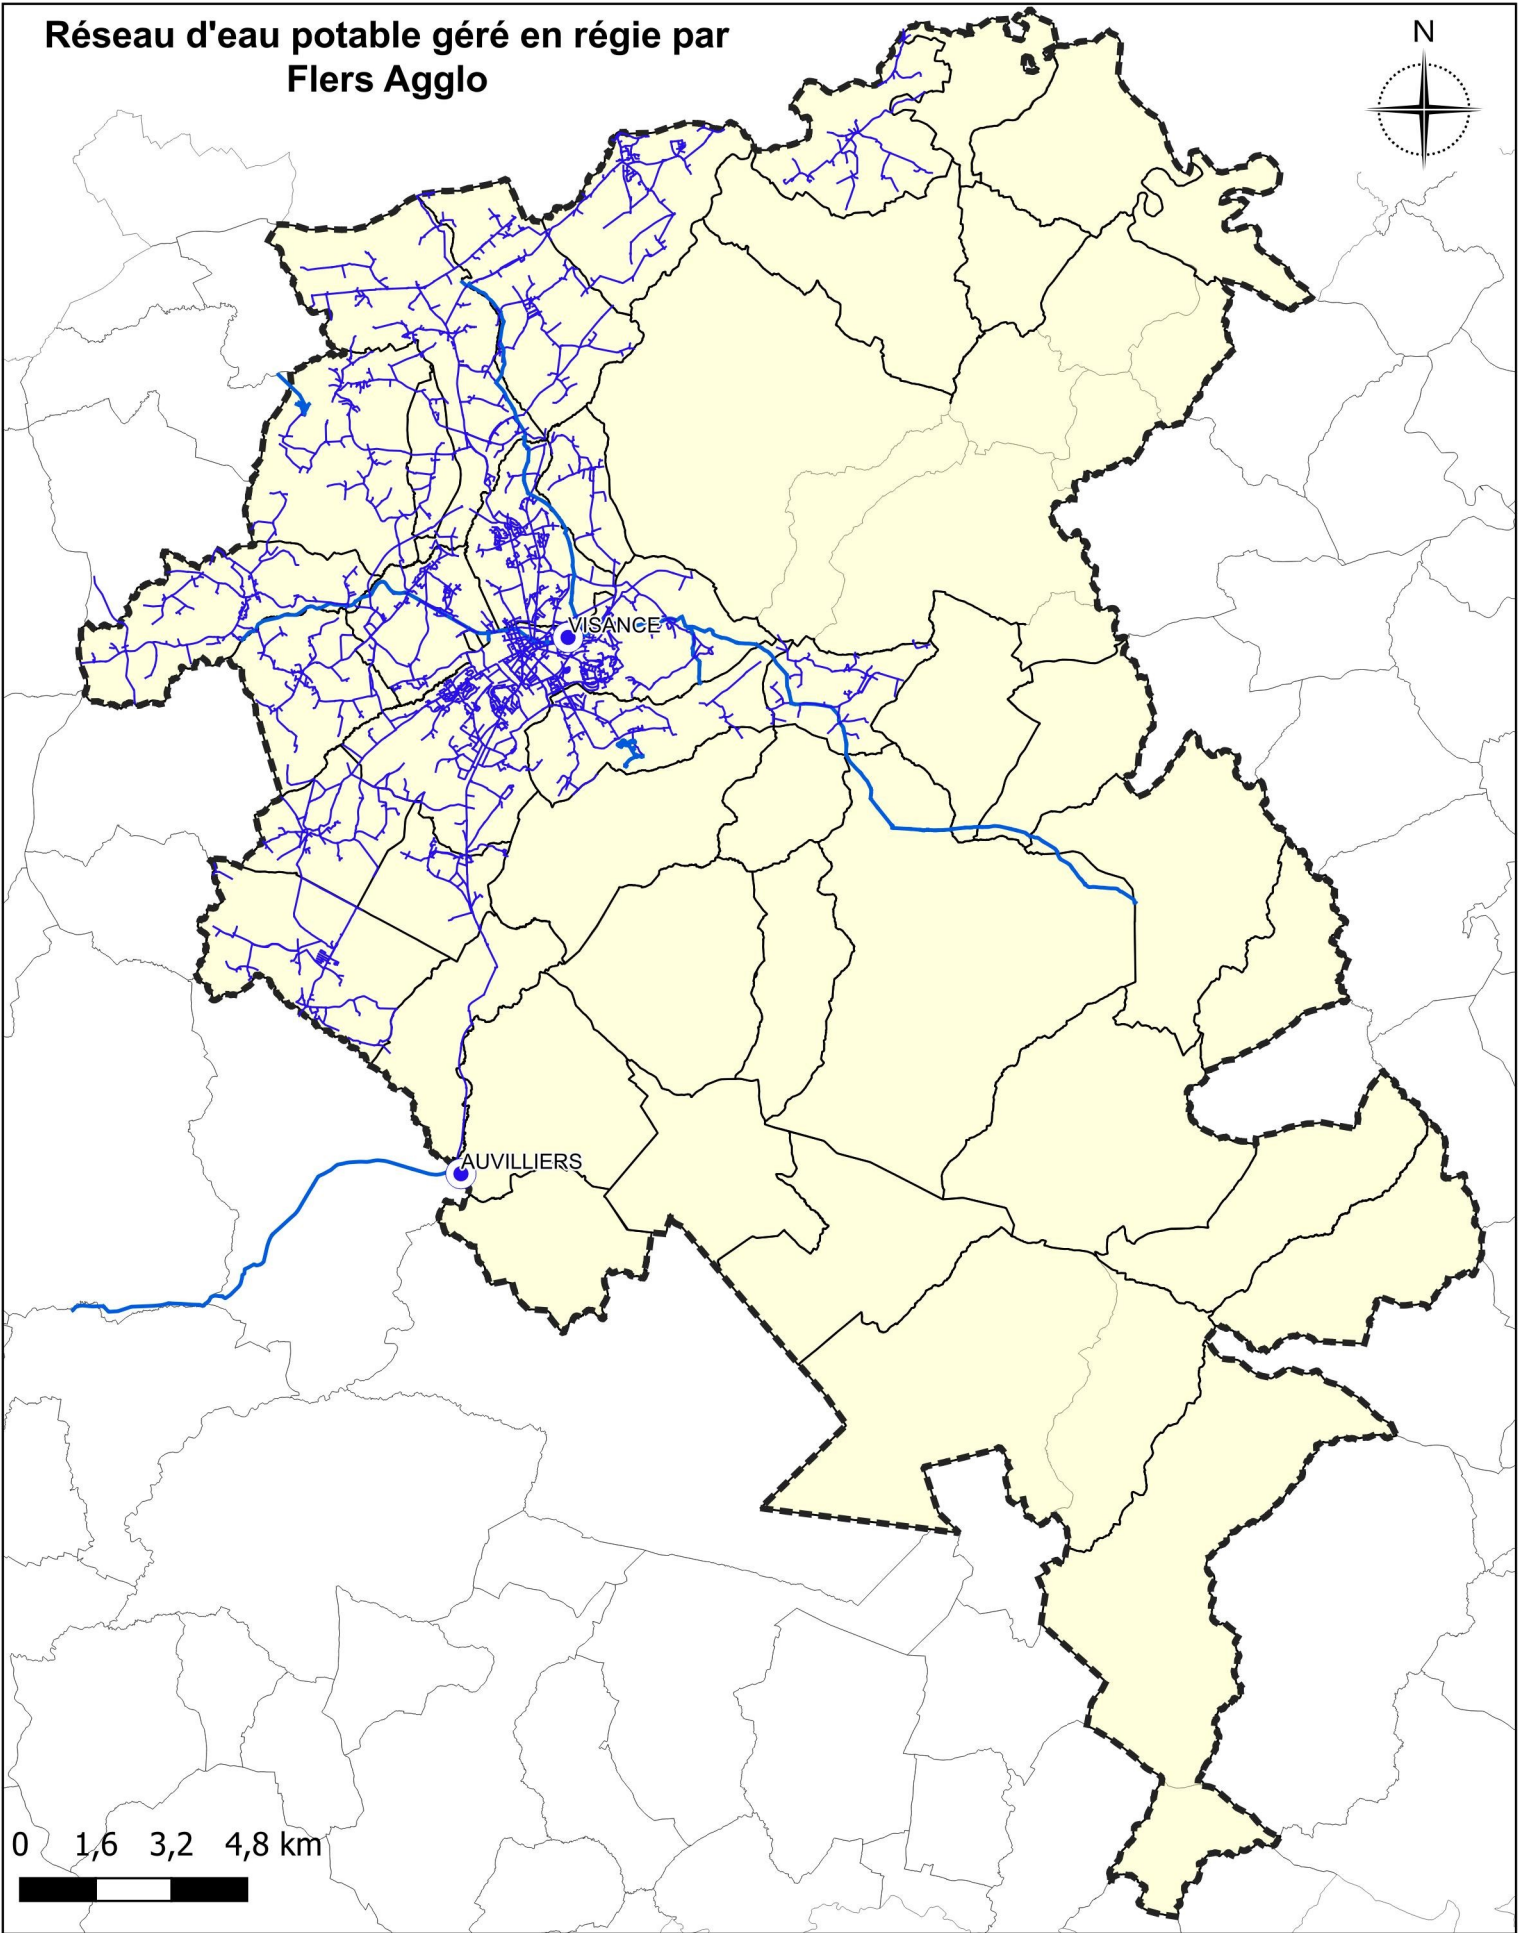 Réseau d'eau potable géré en régie par
Flers Agglo
N
VISANCE
AUVILLIERS
0 1,6 3,2 4,8 km